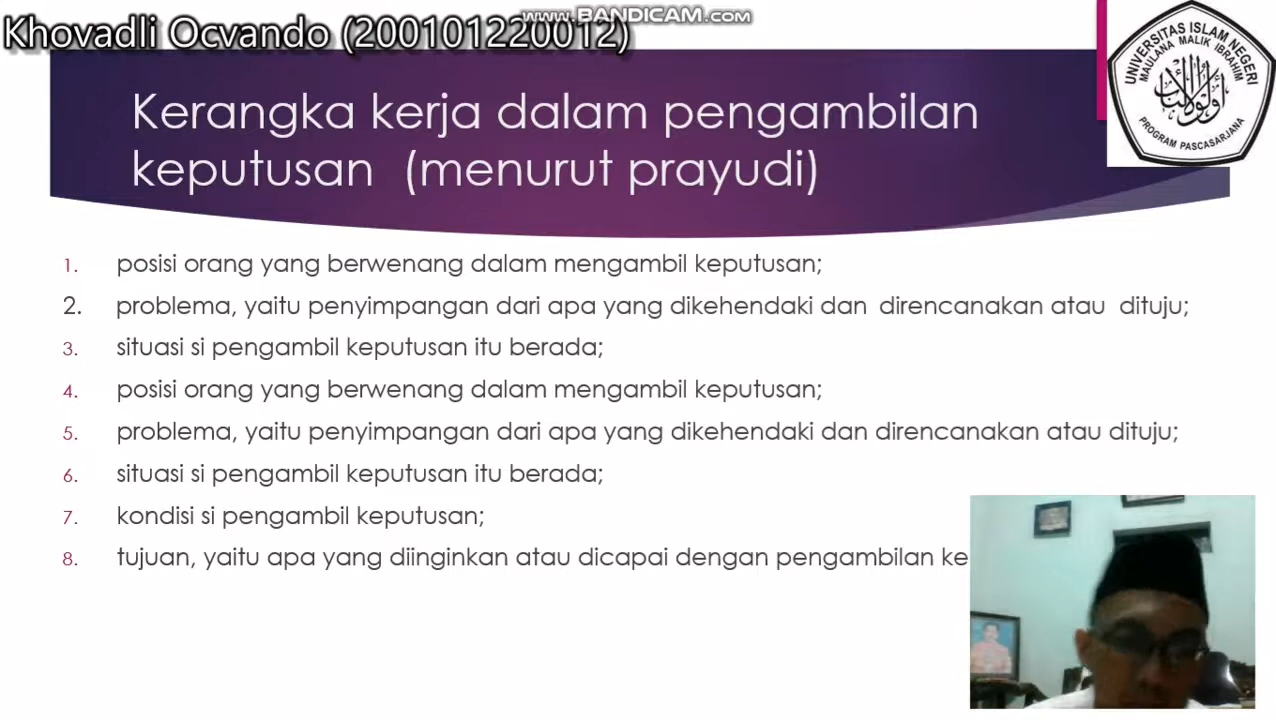 www.BANDICAM.com
Khovadli Ocvando (200101220012)
UNIVERSITAS ISLAM NEGERI
MAULANA MALIK IBRAHIM
PROGRAM PASCASARJANA
Kerangka kerja dalam pengambilan
keputusan (menurut prayudi)
1. posisi orang yang berwenang dalam mengambil keputusan;
2. problema, yaitu penyimpangan dari apa yang dikehendaki dan direncanakan atau dituju;
3. situasi si pengambil keputusan itu berada;
4. posisi orang yang berwenang dalam mengambil keputusan;
5. problema, yaitu penyimpangan dari apa yang dikehendaki dan direncanakan atau dituju;
6. situasi si pengambil keputusan itu berada;
7. kondisi si pengambil keputusan;
8. tujuan, yaitu apa yang diinginkan atau dicapai dengan pengambilan ke